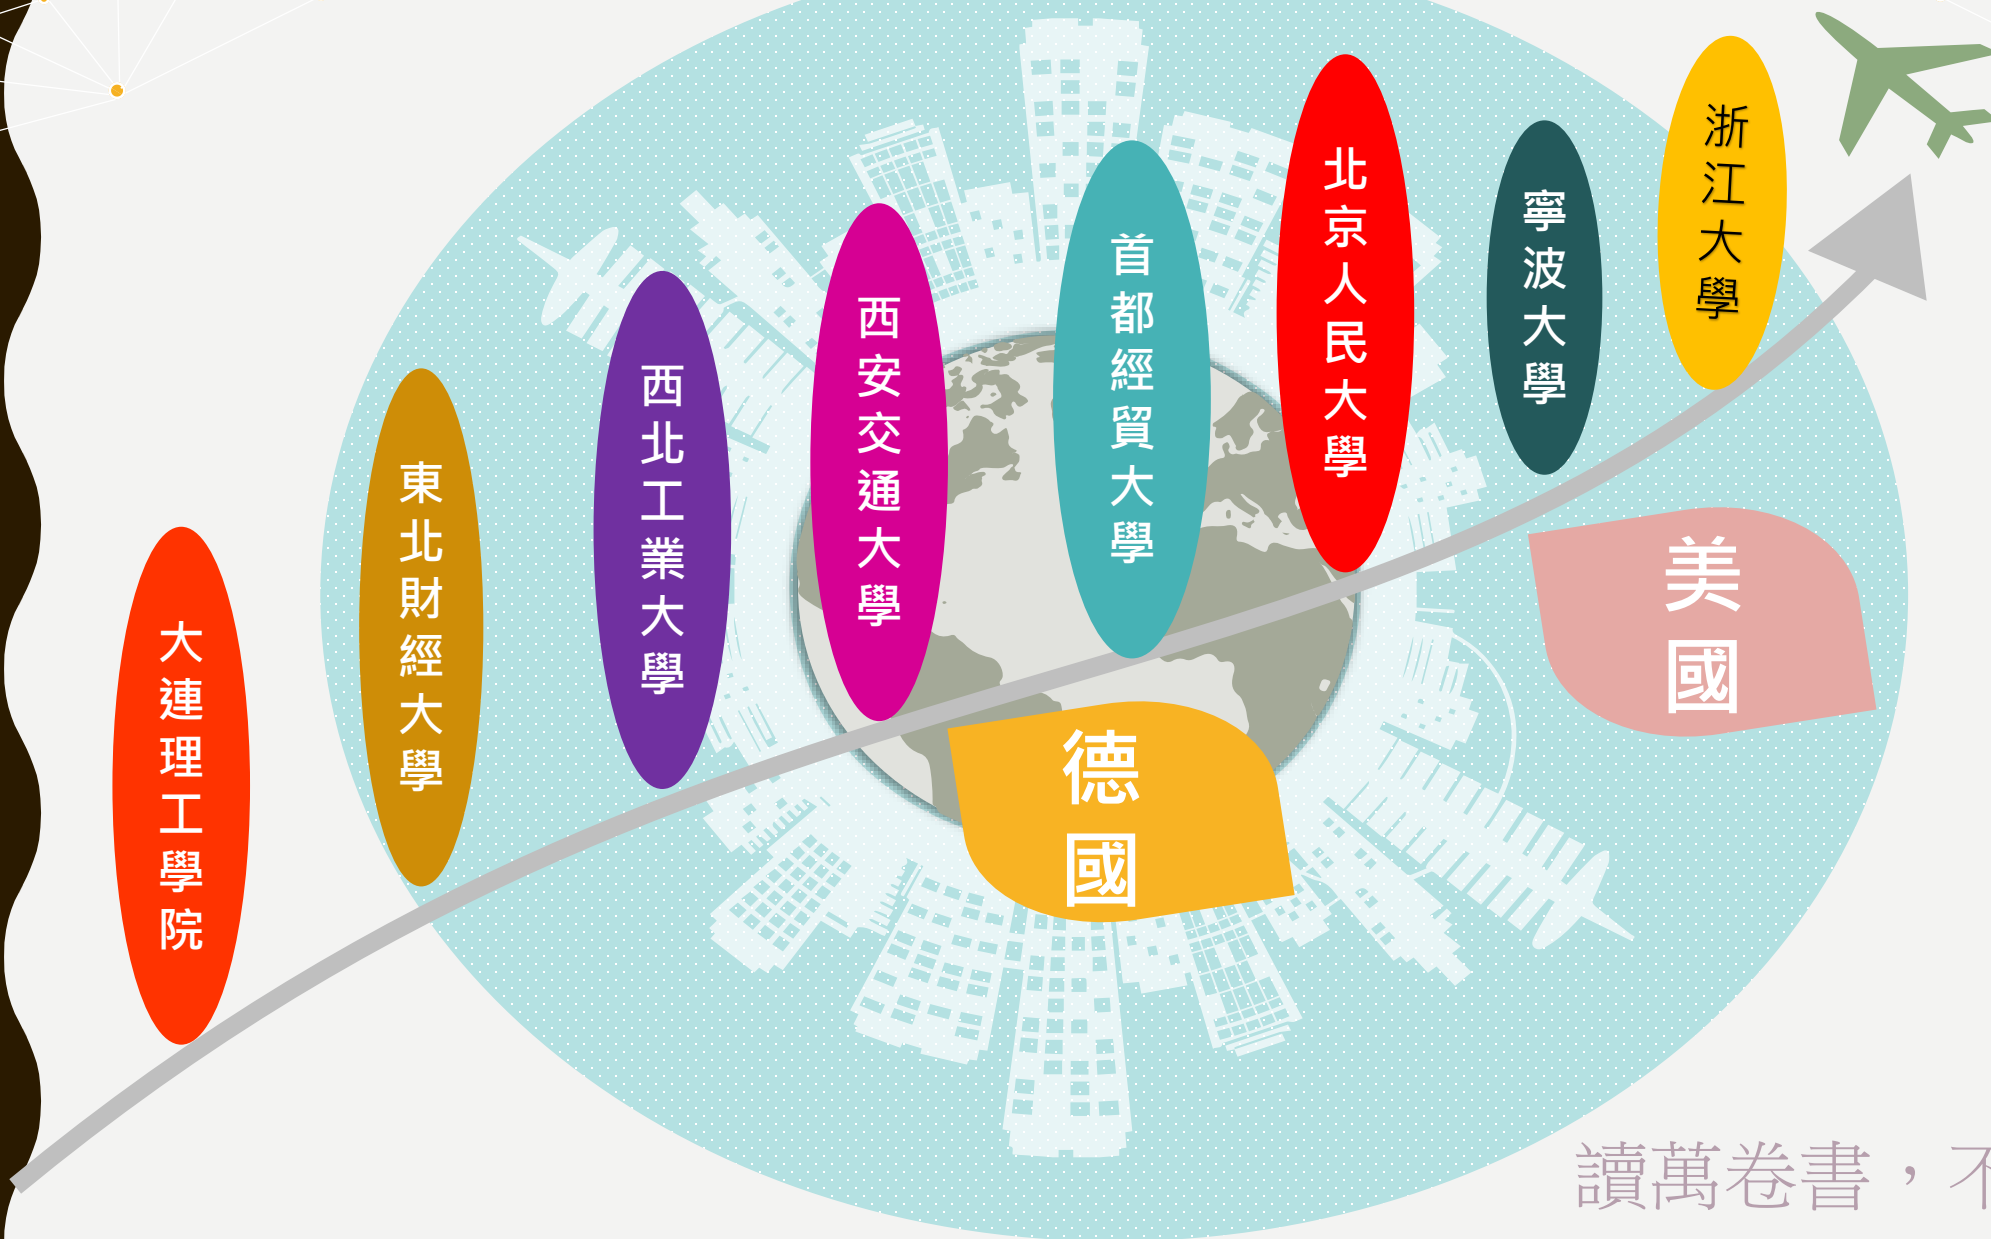 大連理工學院
東北財經大學
西北工業大學
西安交通大學
首都經貿大學
北京人民大學
寧波大學
浙江大學
德國
美國
讀萬卷書，不